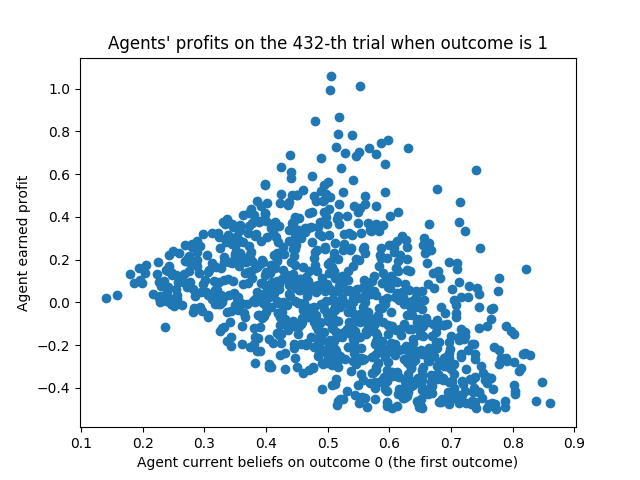 Agents' profits on the 432-th trial when outcome is 1
Agent earned profit
1.0
0.8
0.6
0.4
0.2
0.0
−0.2
−0.4
0.1 0.2 0.3 0.4 0.5 0.6 0.7 0.8 0.9
Agent current beliefs on outcome 0 (the first outcome)